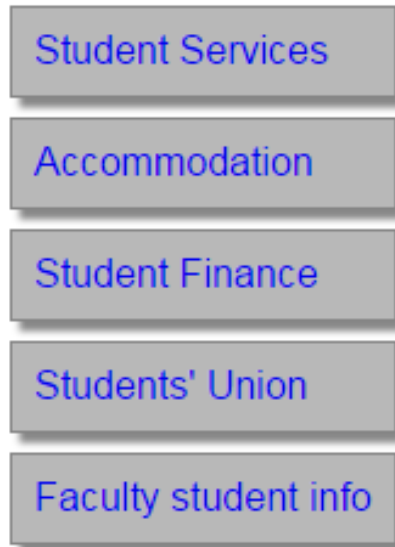 Student Services
Accommodation
Student Finance
Students' Union
Faculty student info